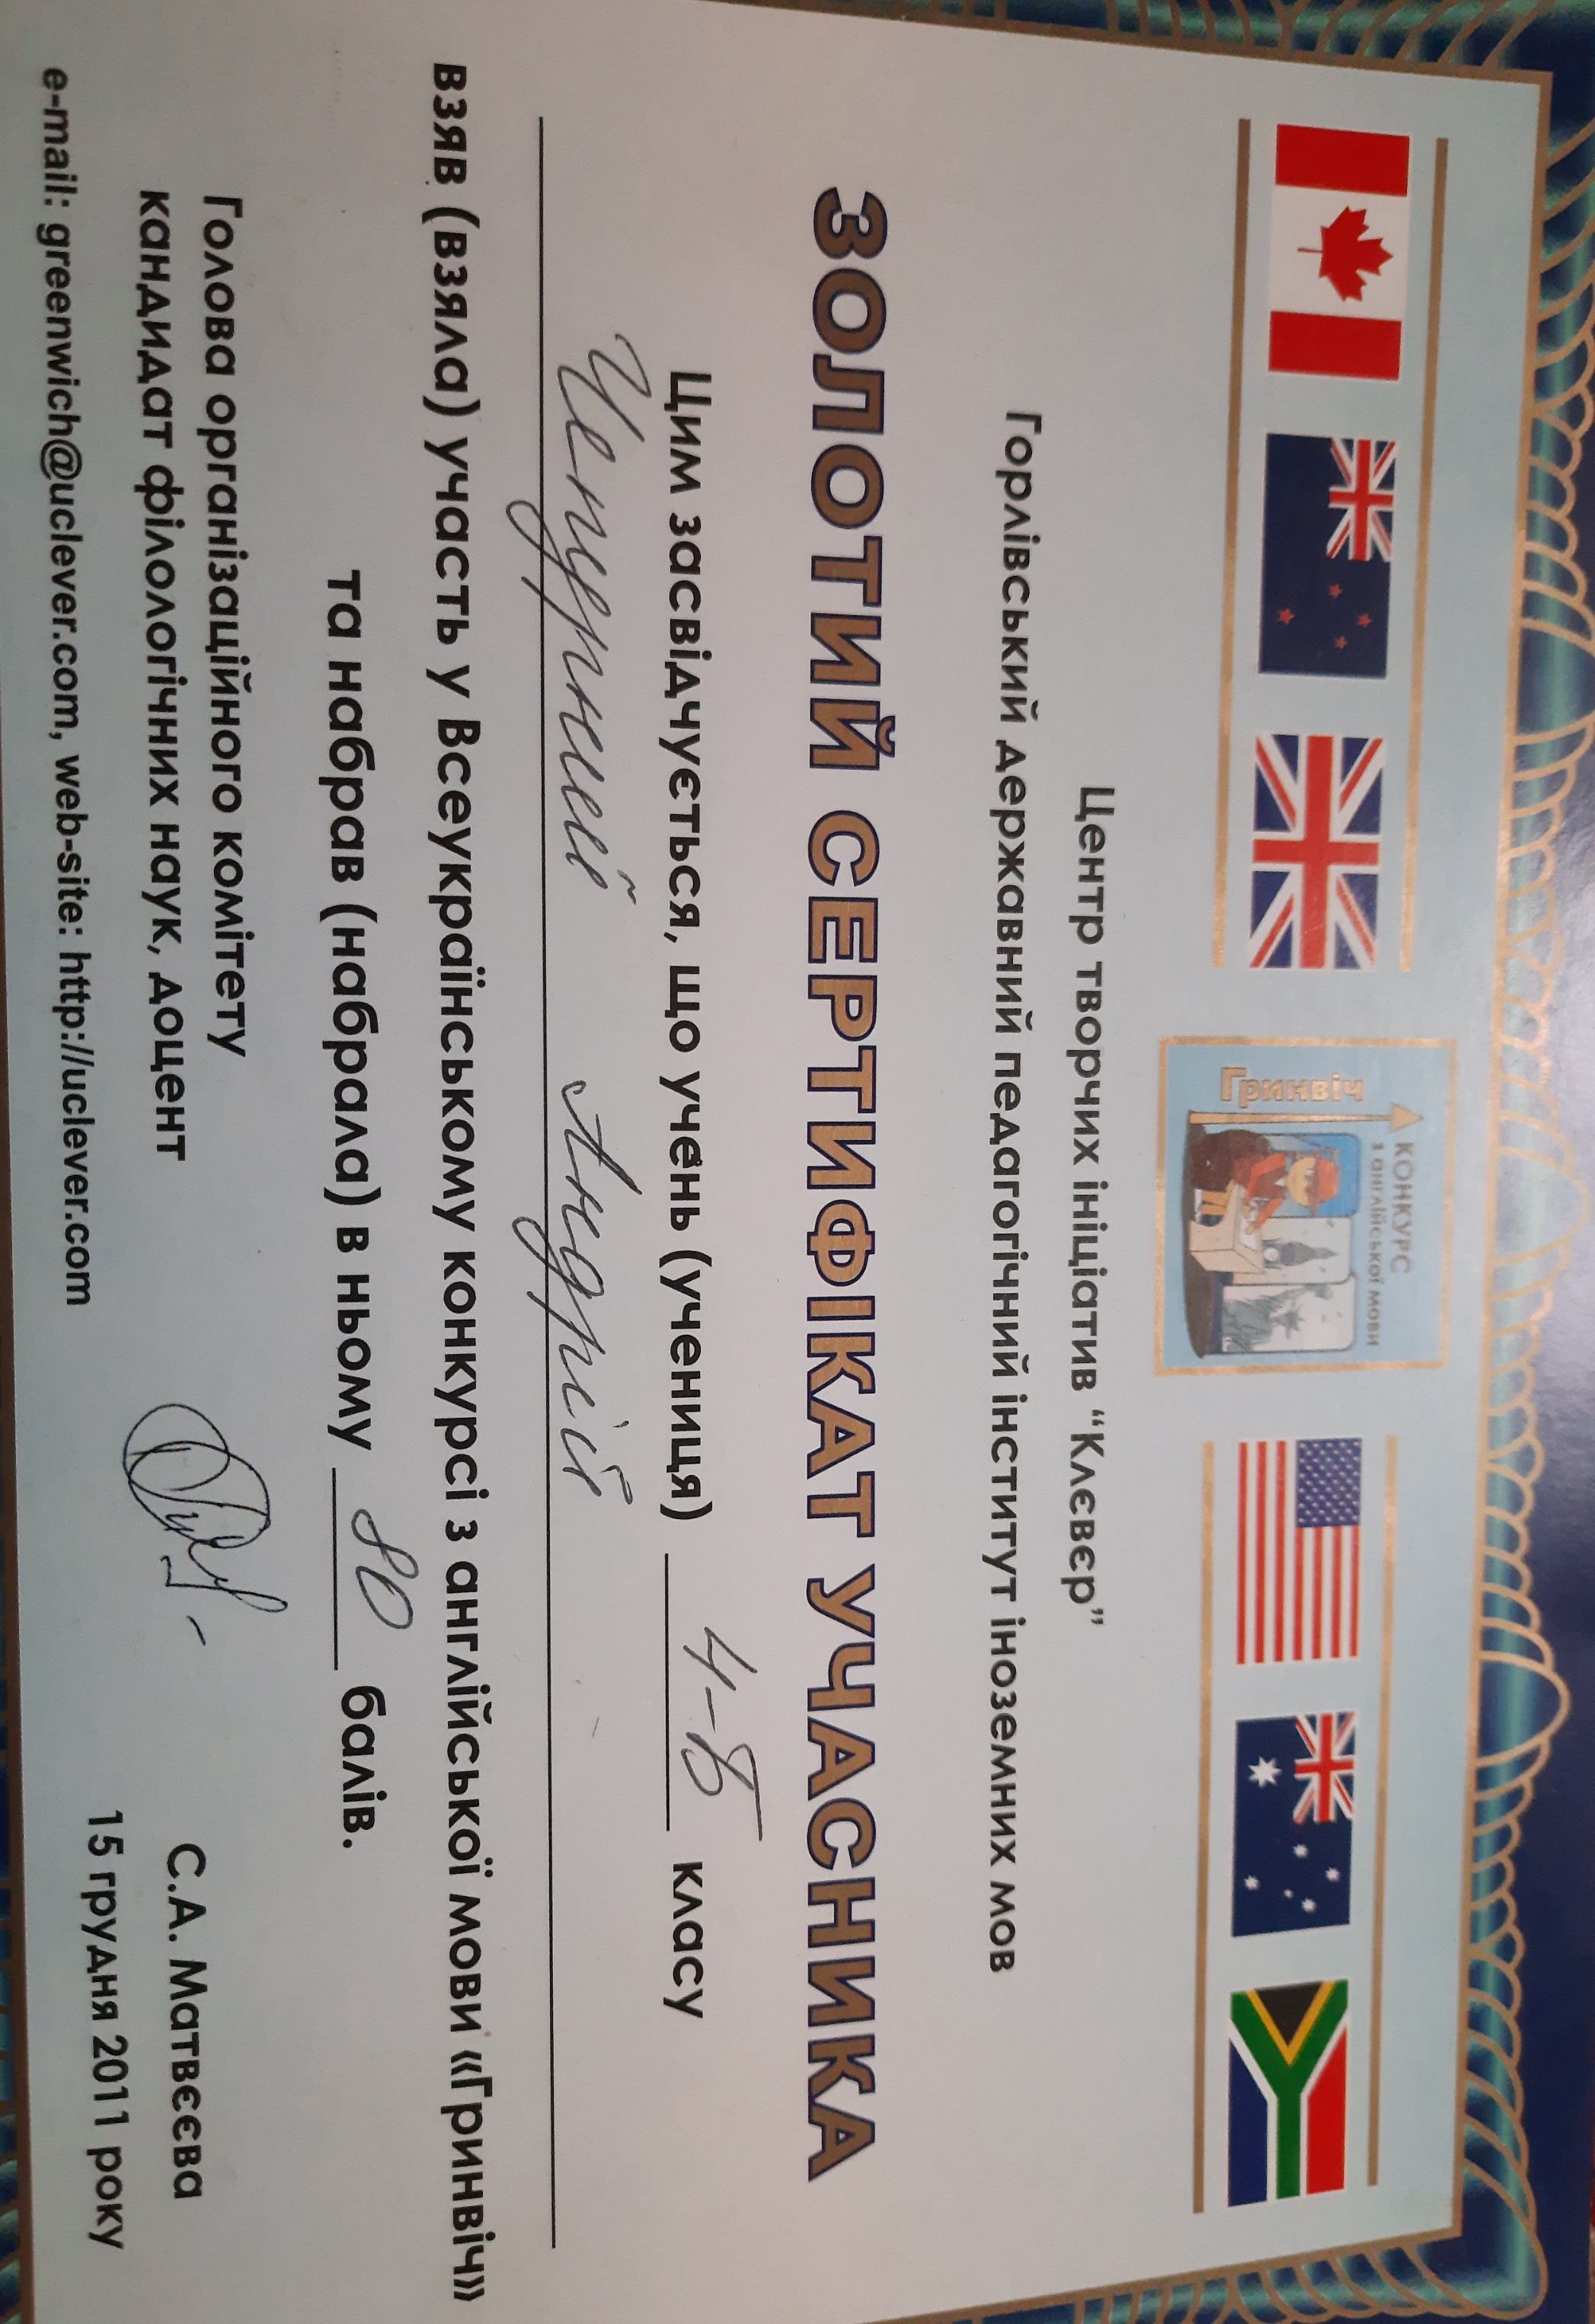 Гринвіч
КОНКУРС
з англійської мови
Центр творчих ініціатив “Клєвєр”
Горлівський державний педагогічний інститут іноземних мов
ЗОЛОТИЙ СЕРТИФІКАТ УЧАСНИКА
Цим засвідчується, що учень (учениця) 4-Б класу
Чепурний Андрій
взяв (взяла) участь у Всеукраїнському конкурсі з англійської мови «Гринвіч»
та набрав (набрала) в ньому 80 балів.
Голова організаційного комітету
кандидат філологічних наук, доцент С.А. Матвєєва
15 грудня 2011 року
e-mail: greenwich@uclever.com, web-site: http://uclever.com